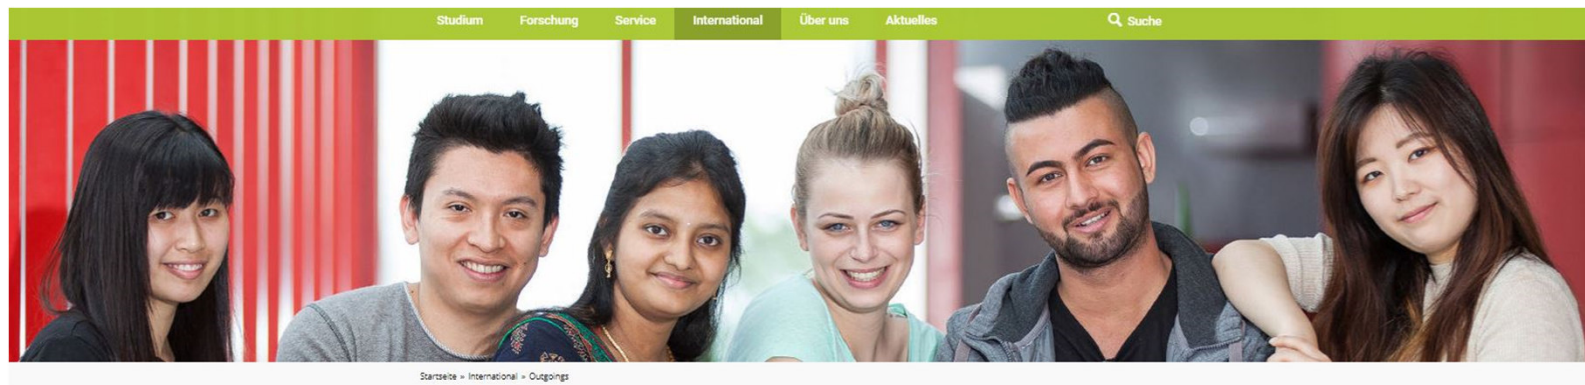 Studium Forschung Service International Über uns Aktuelles Suche
Startseite » International » Outgoings